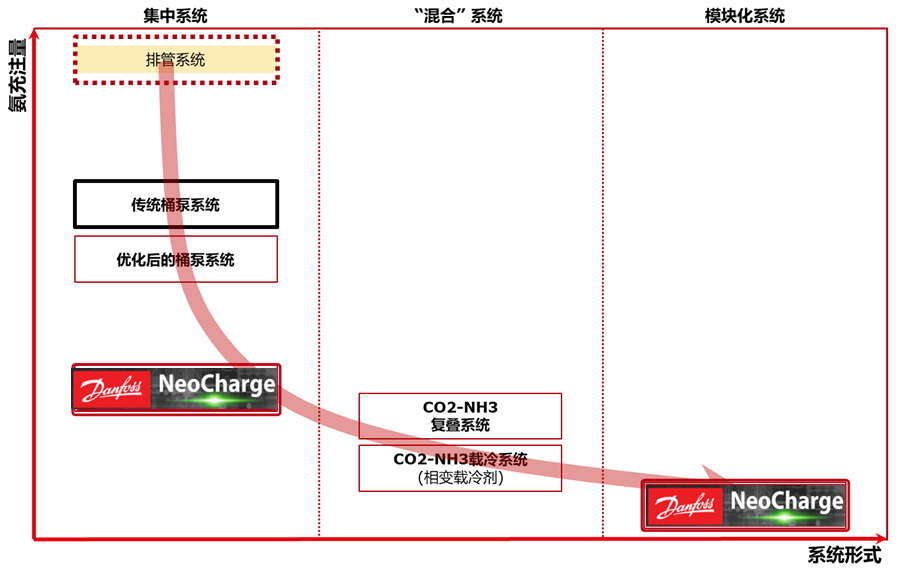 集中系统
“混合” 系统
模块化系统
氨充注量
排管系统
传统桶泵系统
优化后的桶泵系统
Danfoss NeoCharge
CO2-NH3
复叠系统
CO2-NH3载冷系统
(相变载冷剂)
Danfoss NeoCharge
系统形式